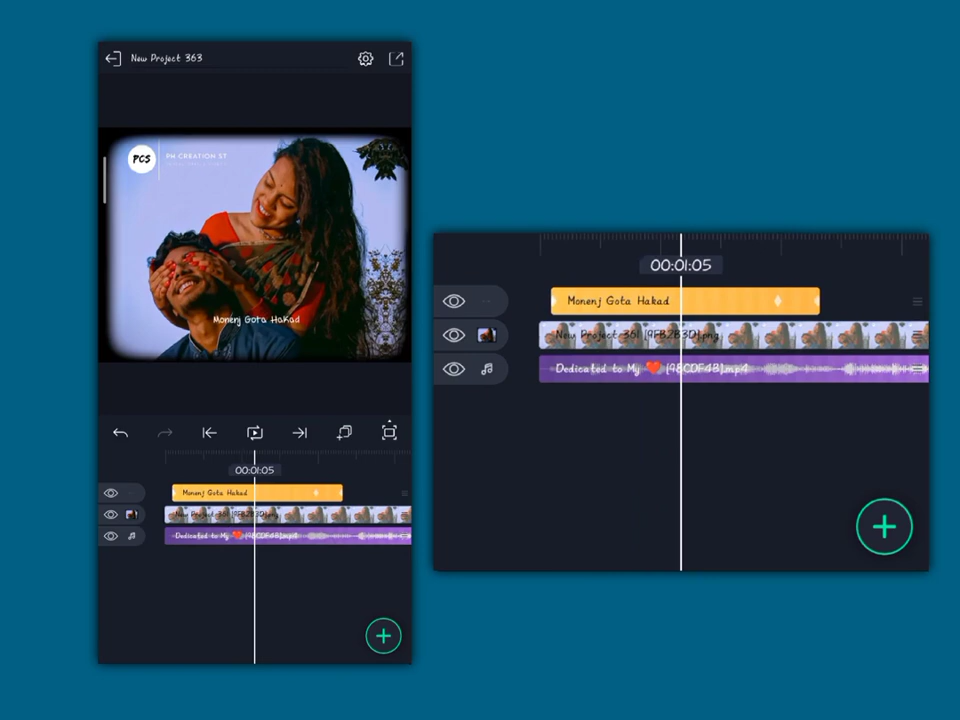 New Project 363
PCS
PM CREATION ST
Monenj Gota Hakad
00:01:05
Monenj Gota Hakad
New Project 361 [9FB2B3D].png
Dedicated to My ❤️ [98CDF4B].mp4
00:01:05
Monenj Gota Hakad
New Project 361 [9FB2B3D].png
Dedicated to My ❤️ [98CDF4B].mp4